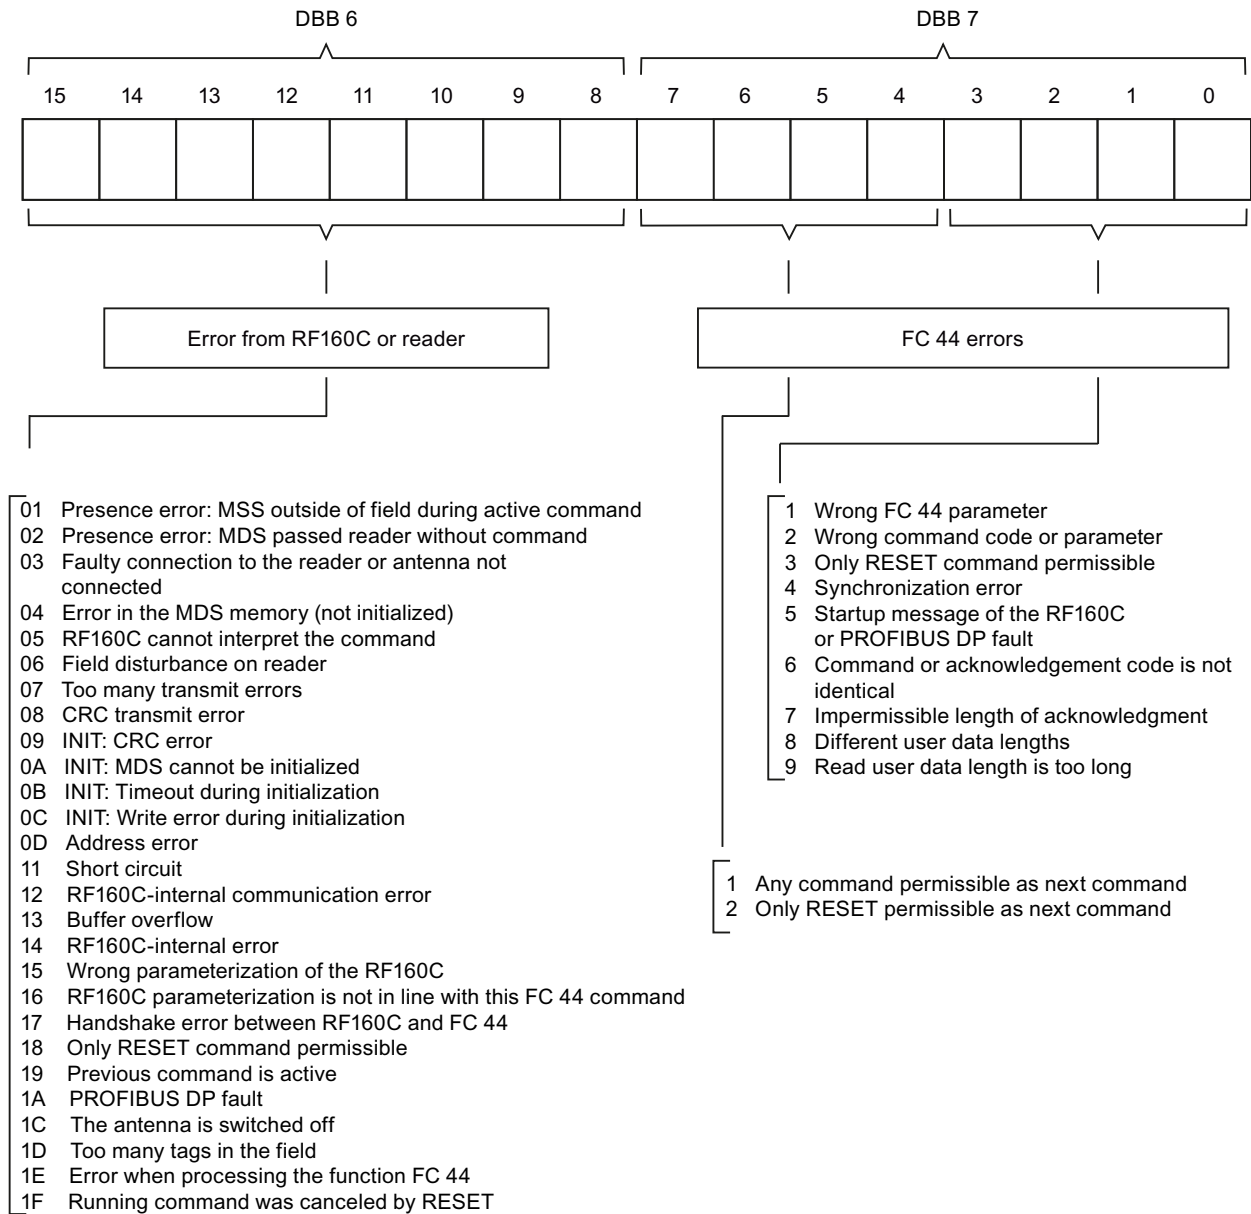 DBB 6
DBB 7
15 14 13 12 11 10 9 8 7 6 5 4 3 2 1 0
Error from RF160C or reader
FC 44 errors
01 Presence error: MSS outside of field during active command
02 Presence error: MDS passed reader without command
03 Faulty connection to the reader or antenna not
connected
04 Error in the MDS memory (not initialized)
05 RF160C cannot interpret the command
06 Field disturbance on reader
07 Too many transmit errors
08 CRC transmit error
09 INIT: CRC error
0A INIT: MDS cannot be initialized
0B INIT: Timeout during initialization
0C INIT: Write error during initialization
0D Address error
11 Short circuit
12 RF160C-internal communication error
13 Buffer overflow
14 RF160C-internal error
15 Wrong parameterization of the RF160C
16 RF160C parameterization is not in line with this FC 44 command
17 Handshake error between RF160C and FC 44
18 Only RESET command permissible
19 Previous command is active
1A PROFIBUS DP fault
1C The antenna is switched off
1D Too many tags in the field
1E Error when processing the function FC 44
1F Running command was canceled by RESET
1 Wrong FC 44 parameter
2 Wrong command code or parameter
3 Only RESET command permissible
4 Synchronization error
5 Startup message of the RF160C
or PROFIBUS DP fault
6 Command or acknowledgement code is not
identical
7 Impermissible length of acknowledgment
8 Different user data lengths
9 Read user data length is too long
1 Any command permissible as next command
2 Only RESET permissible as next command